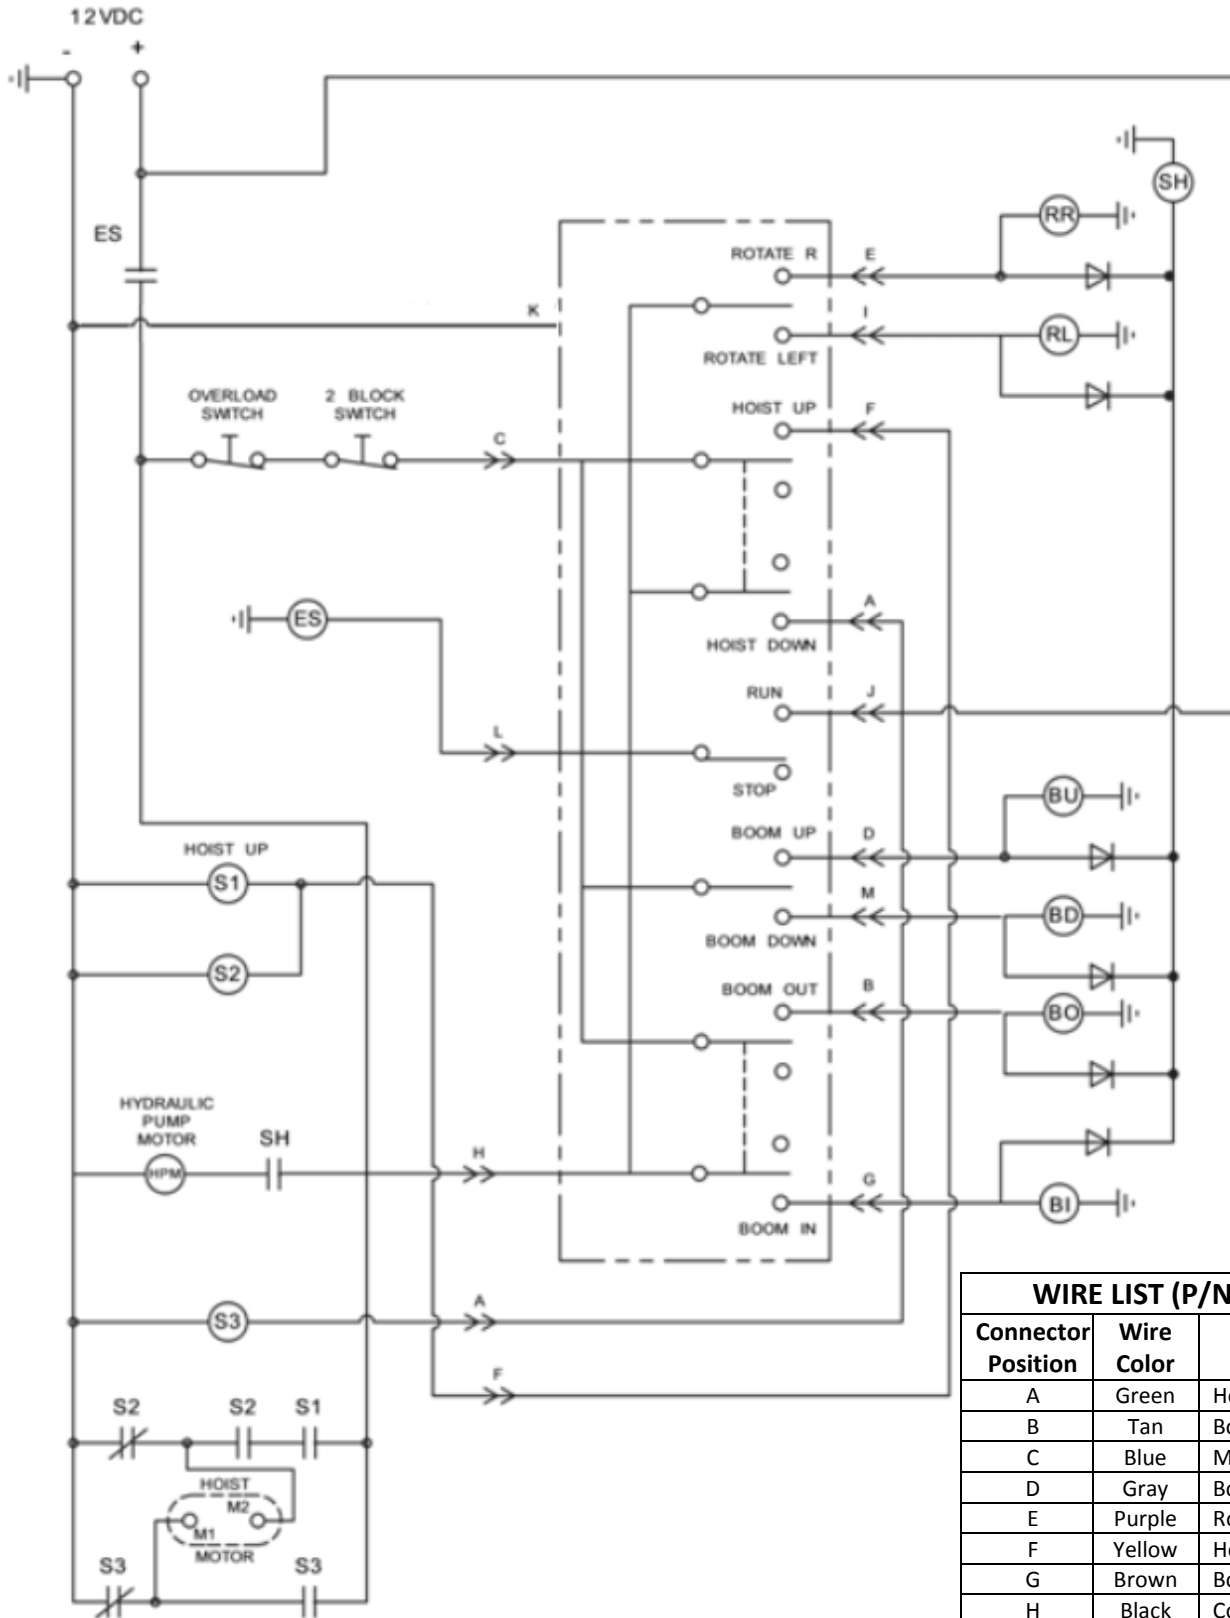 12VDC
- +
SH
RR
ES
ROTATE R E
K
I
RL
ROTATE LEFT
OVERLOAD
SWITCH
2 BLOCK
SWITCH
HOIST UP F
C
A
ES
HOIST DOWN
RUN J
L
STOP
BU
BOOM UP D
HOIST UP
S1
M
BD
BOOM DOWN
S2
BOOM OUT B
BO
HYDRAULIC
PUMP
MOTOR
SH
H
HPM
G
BI
BOOM IN
A
S3
F
S2 S2 S1
HOIST
M2
M1
MOTOR
S3 S3
WIRE LIST (P/N
Connector
Position
Wire
Color
A Green
B Tan
C Blue M
D Gray
E Purple
F Yellow
G Brown
H Black